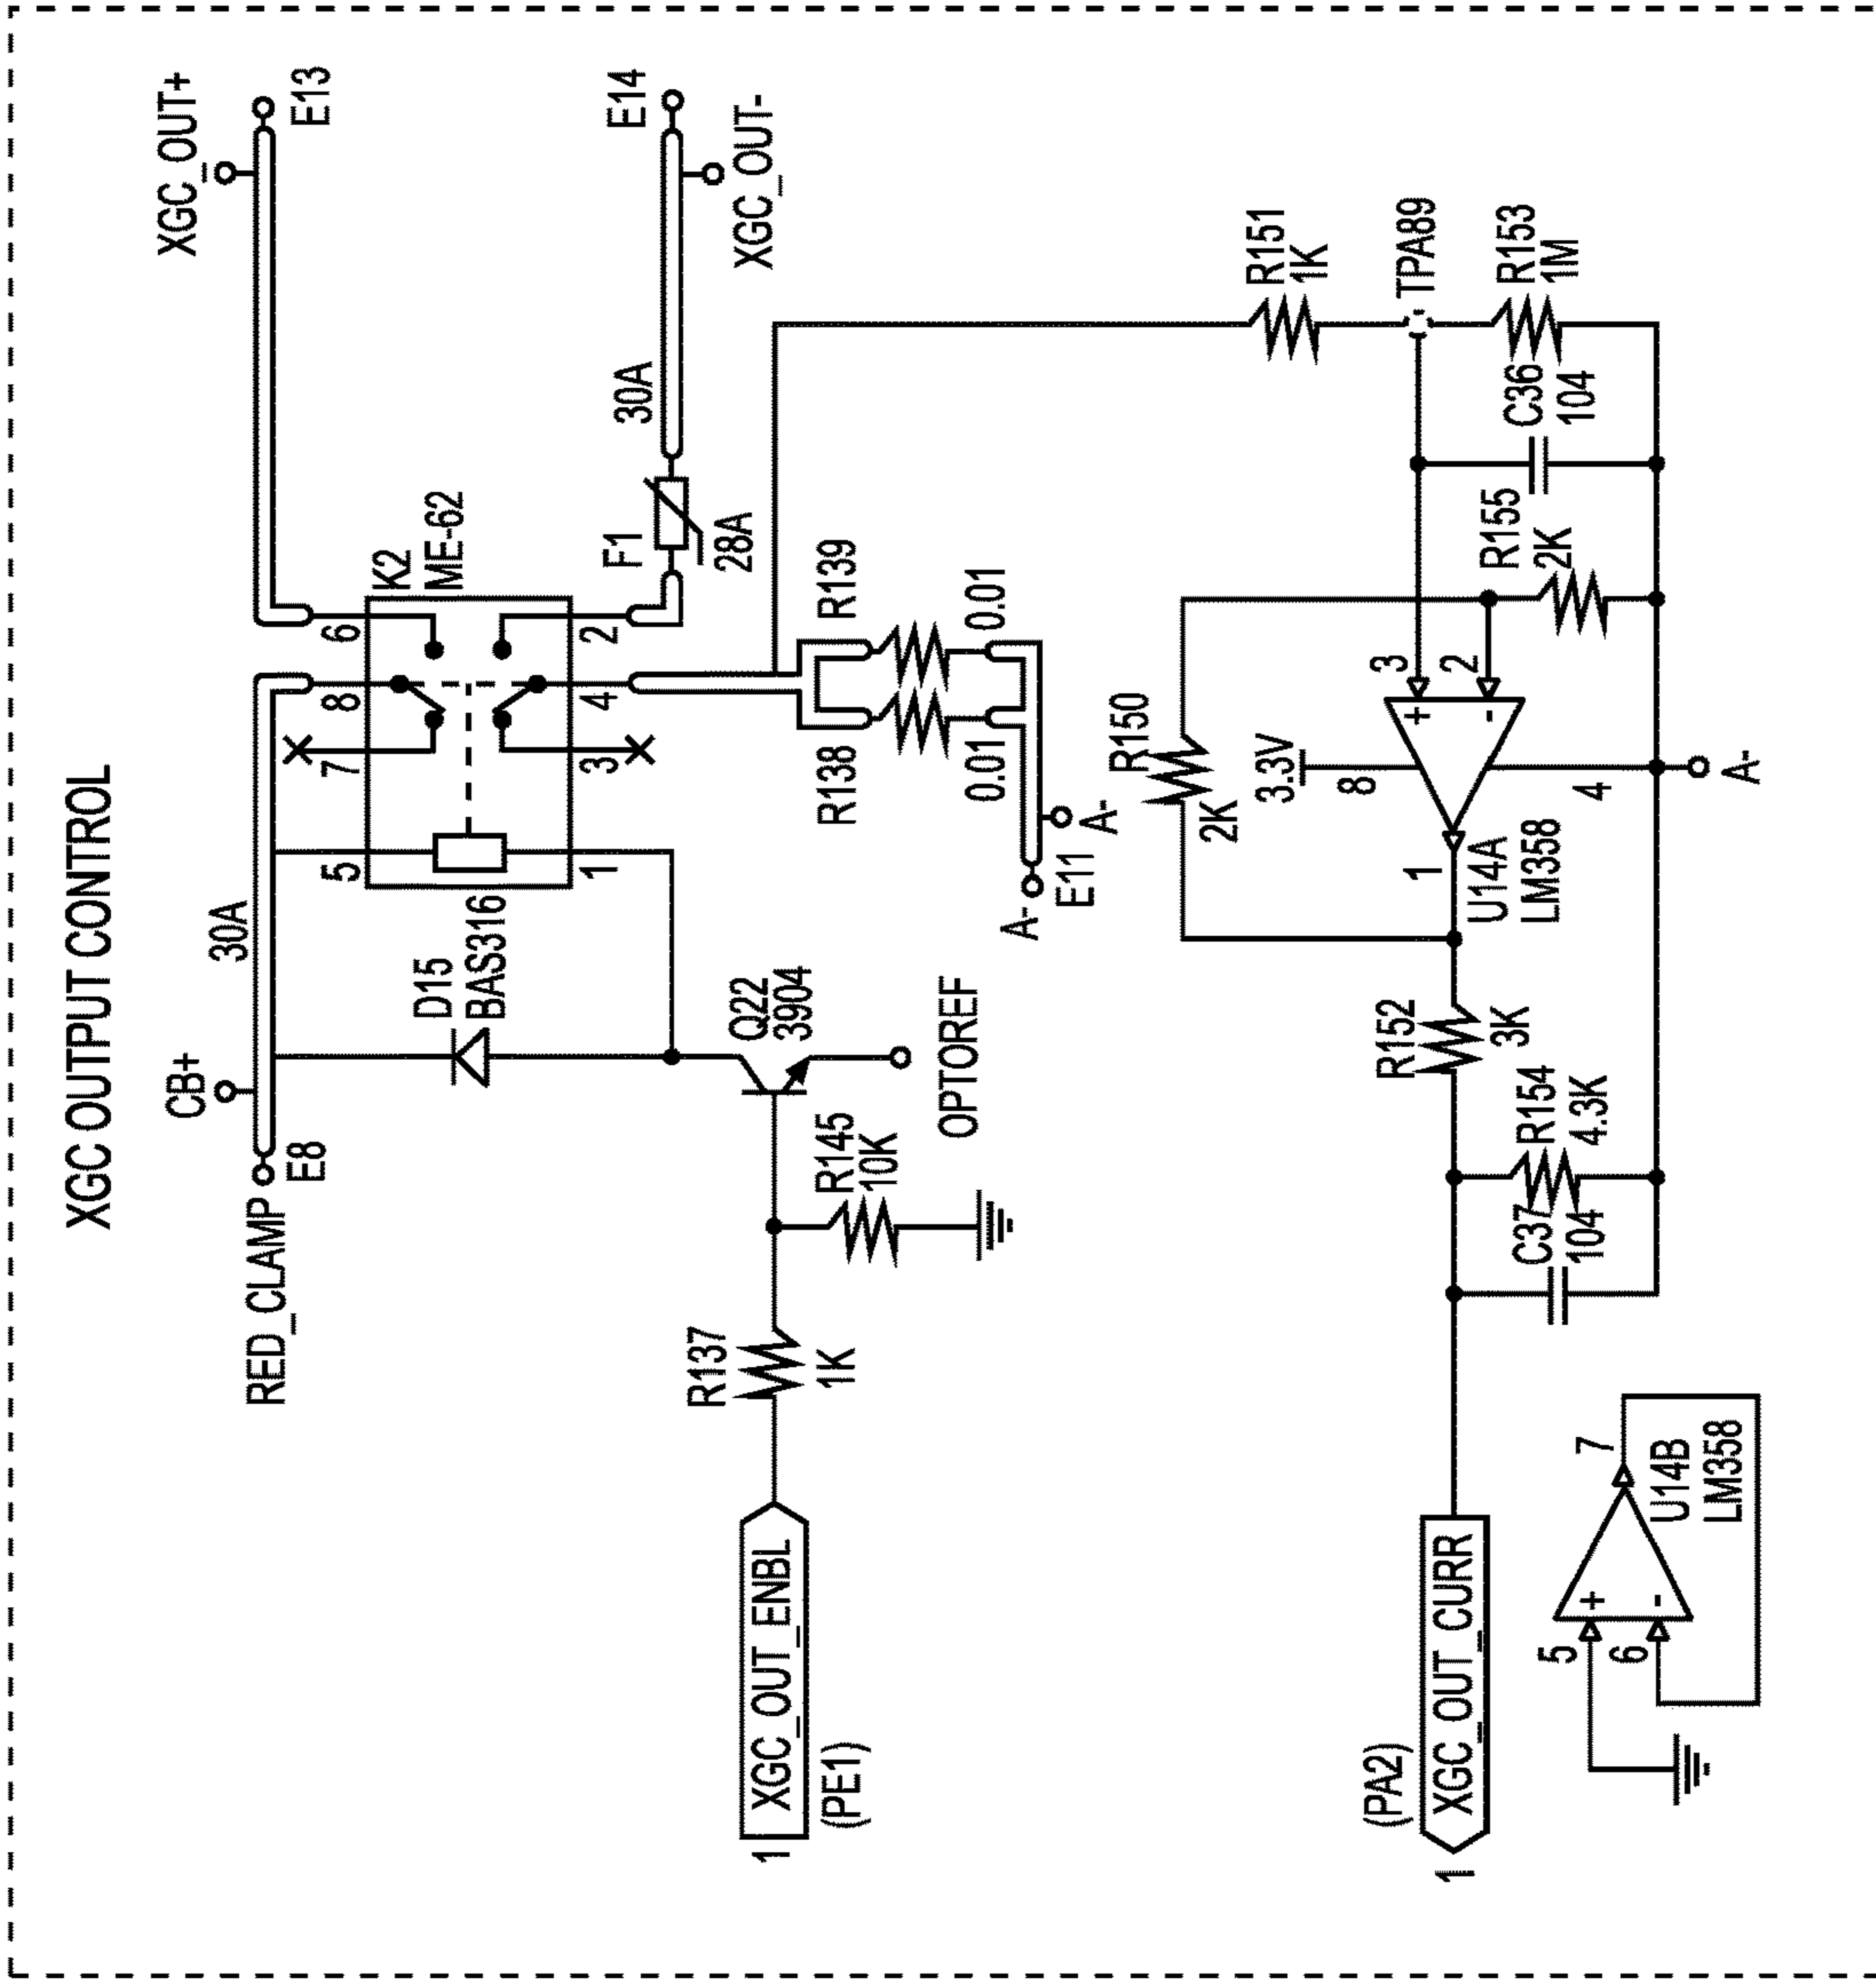 XGC OUTPUT CONTROL
RED_CLAMP
E8
CB+
30A
XGC_OUT+
E13
K2
ME-62
5
7
8
6
1
3
4
2
D15
BAS316
F1
28A
30A
E14
XGC_OUT-
Q22
3904
OPTOREF
R138
0.01
R139
0.01
A-
E11
A-
1
XGC_OUT_ENBL
(PE1)
R137
1K
R145
10K
R150
2K
3.3V
8
3
2
+
-
1
U14A
LM358
4
A-
R151
1K
TPA89
R153
1M
C36
104
R155
2K
R152
3K
R154
4.3K
C37
104
(PA2)
1
XGC_OUT_CURR
5
6
+
-
7
U14B
LM358